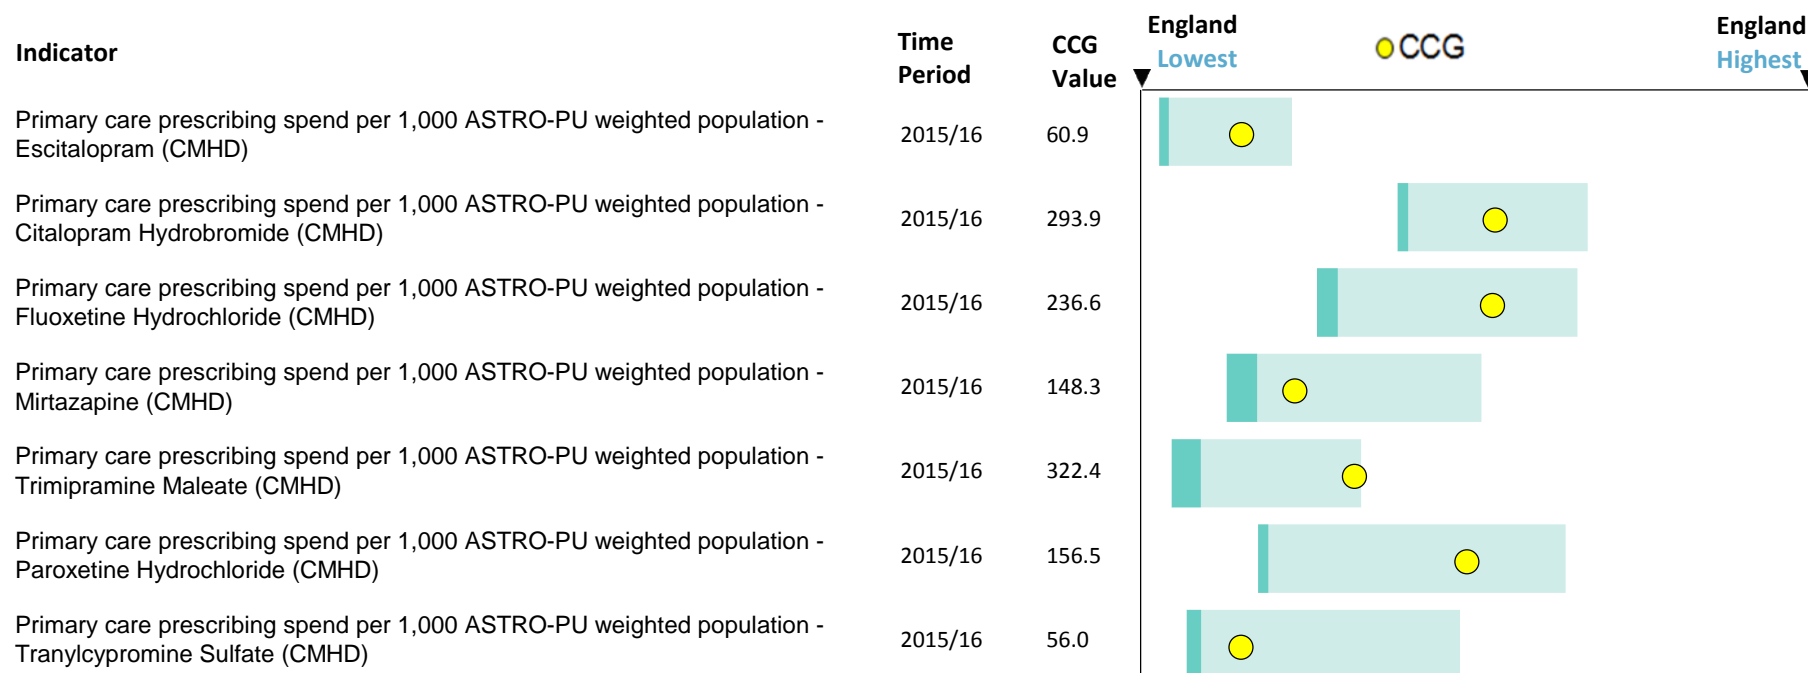 Indicator
Time
Period
CCG
Value
England
Lowest
CCG
England
Highest
Primary care prescribing spend per 1,000 ASTRO-PU weighted population -
Escitalopram (CMHD)
2015/16
60.9
Primary care prescribing spend per 1,000 ASTRO-PU weighted population -
Citalopram Hydrobromide (CMHD)
2015/16
293.9
Primary care prescribing spend per 1,000 ASTRO-PU weighted population -
Fluoxetine Hydrochloride (CMHD)
2015/16
236.6
Primary care prescribing spend per 1,000 ASTRO-PU weighted population -
Mirtazapine (CMHD)
2015/16
148.3
Primary care prescribing spend per 1,000 ASTRO-PU weighted population -
Trimipramine Maleate (CMHD)
2015/16
322.4
Primary care prescribing spend per 1,000 ASTRO-PU weighted population -
Paroxetine Hydrochloride (CMHD)
2015/16
156.5
Primary care prescribing spend per 1,000 ASTRO-PU weighted population -
Tranylcypromine Sulfate (CMHD)
2015/16
56.0